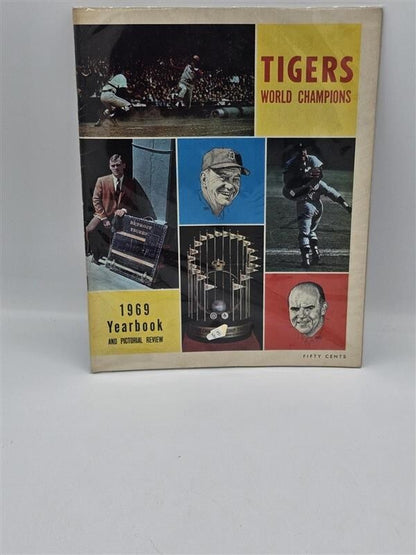 TIGERS
WORLD CHAMPIONS
1969
Yearbook
AND PICTORIAL REVIEW
FIFTY CENTS